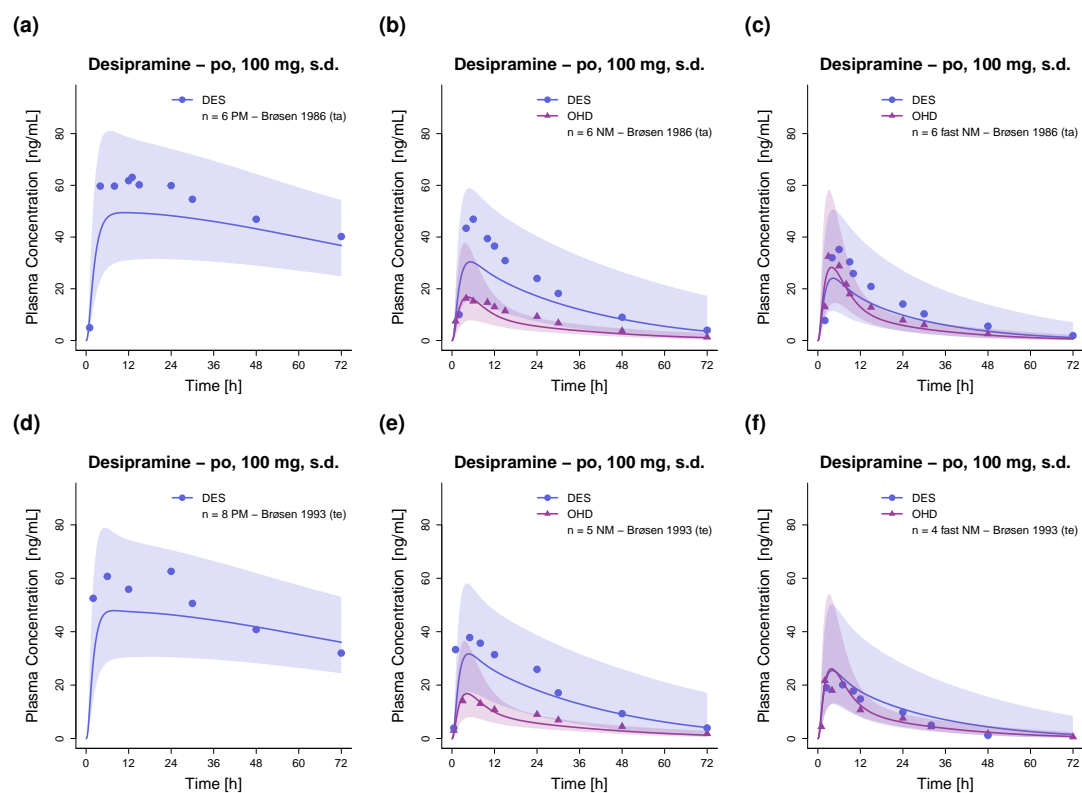 (a)
Desipramine − po, 100 mg, s.d.
DES
n = 6 PM − Brøsen 1986 (ta)
Plasma Concentration [ng/mL]
0
20
40
60
80
0 12 24 36 48 60 72
Time [h]
(b)
Desipramine − po, 100 mg, s.d.
DES
OHD
n = 6 NM − Brøsen 1986 (ta)
Plasma Concentration [ng/mL]
0
20
40
60
80
0 12 24 36 48 60 72
Time [h]
(c)
Desipramine − po, 100 mg, s.d.
DES
OHD
n = 6 fast NM − Brøsen 1986 (ta)
Plasma Concentration [ng/mL]
0
20
40
60
80
0 12 24 36 48 60 72
Time [h]
(d)
Desipramine − po, 100 mg, s.d.
DES
n = 8 PM − Brøsen 1993 (te)
Plasma Concentration [ng/mL]
0
20
40
60
80
0 12 24 36 48 60 72
Time [h]
(e)
Desipramine − po, 100 mg, s.d.
DES
OHD
n = 5 NM − Brøsen 1993 (te)
Plasma Concentration [ng/mL]
0
20
40
60
80
0 12 24 36 48 60 72
Time [h]
(f)
Desipramine − po, 100 mg, s.d.
DES
OHD
n = 4 fast NM − Brøsen 1993 (te)
Plasma Concentration [ng/mL]
0
20
40
60
80
0 12 24 36 48 60 72
Time [h]